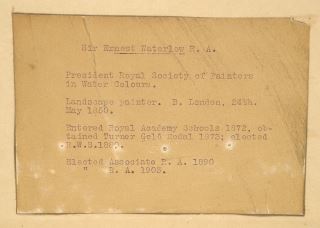 Sir Ernest Waterlow R. A.
President Royal Society of Painters
in Water Colours.
Landscape painter. B. London, 24th.
May 1850.
Entered Royal Academy Schools 1872, ob-
tained Turner Gold Medal 1873; elected
R.W.S.1880.
Elected Associate R. A. 1890
" R. A. 1903.